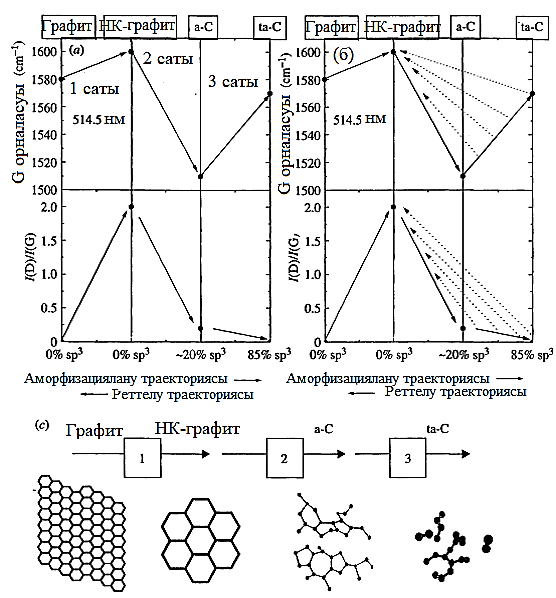 Графит НК-графит a-C ta-C
Графит НК-графит a-C ta-C
G орналасуы (cm⁻¹)
1600
1580
1560
1540
1520
1500
(a)
1 саты
2 саты
3 саты
514.5 нм
G орналасуы (cm⁻¹)
1600
1580
1560
1540
1520
1500
(б)
514.5 нм
I(D)/I(G)
2.0
1.5
1.0
0.5
0
I(D)/I(G,
2.0
1.5
1.0
0.5
0
0% sp³ 0% sp³ ~20% sp³ 85% sp³
0% sp³ 0% sp³ ~20% sp³ 85% sp³
Аморфизациялану траекториясы
Реттелу траекториясы
Аморфизациялану траекториясы
Реттелу траекториясы
(c)
Графит НК-графит a-C ta-C
1 2 3